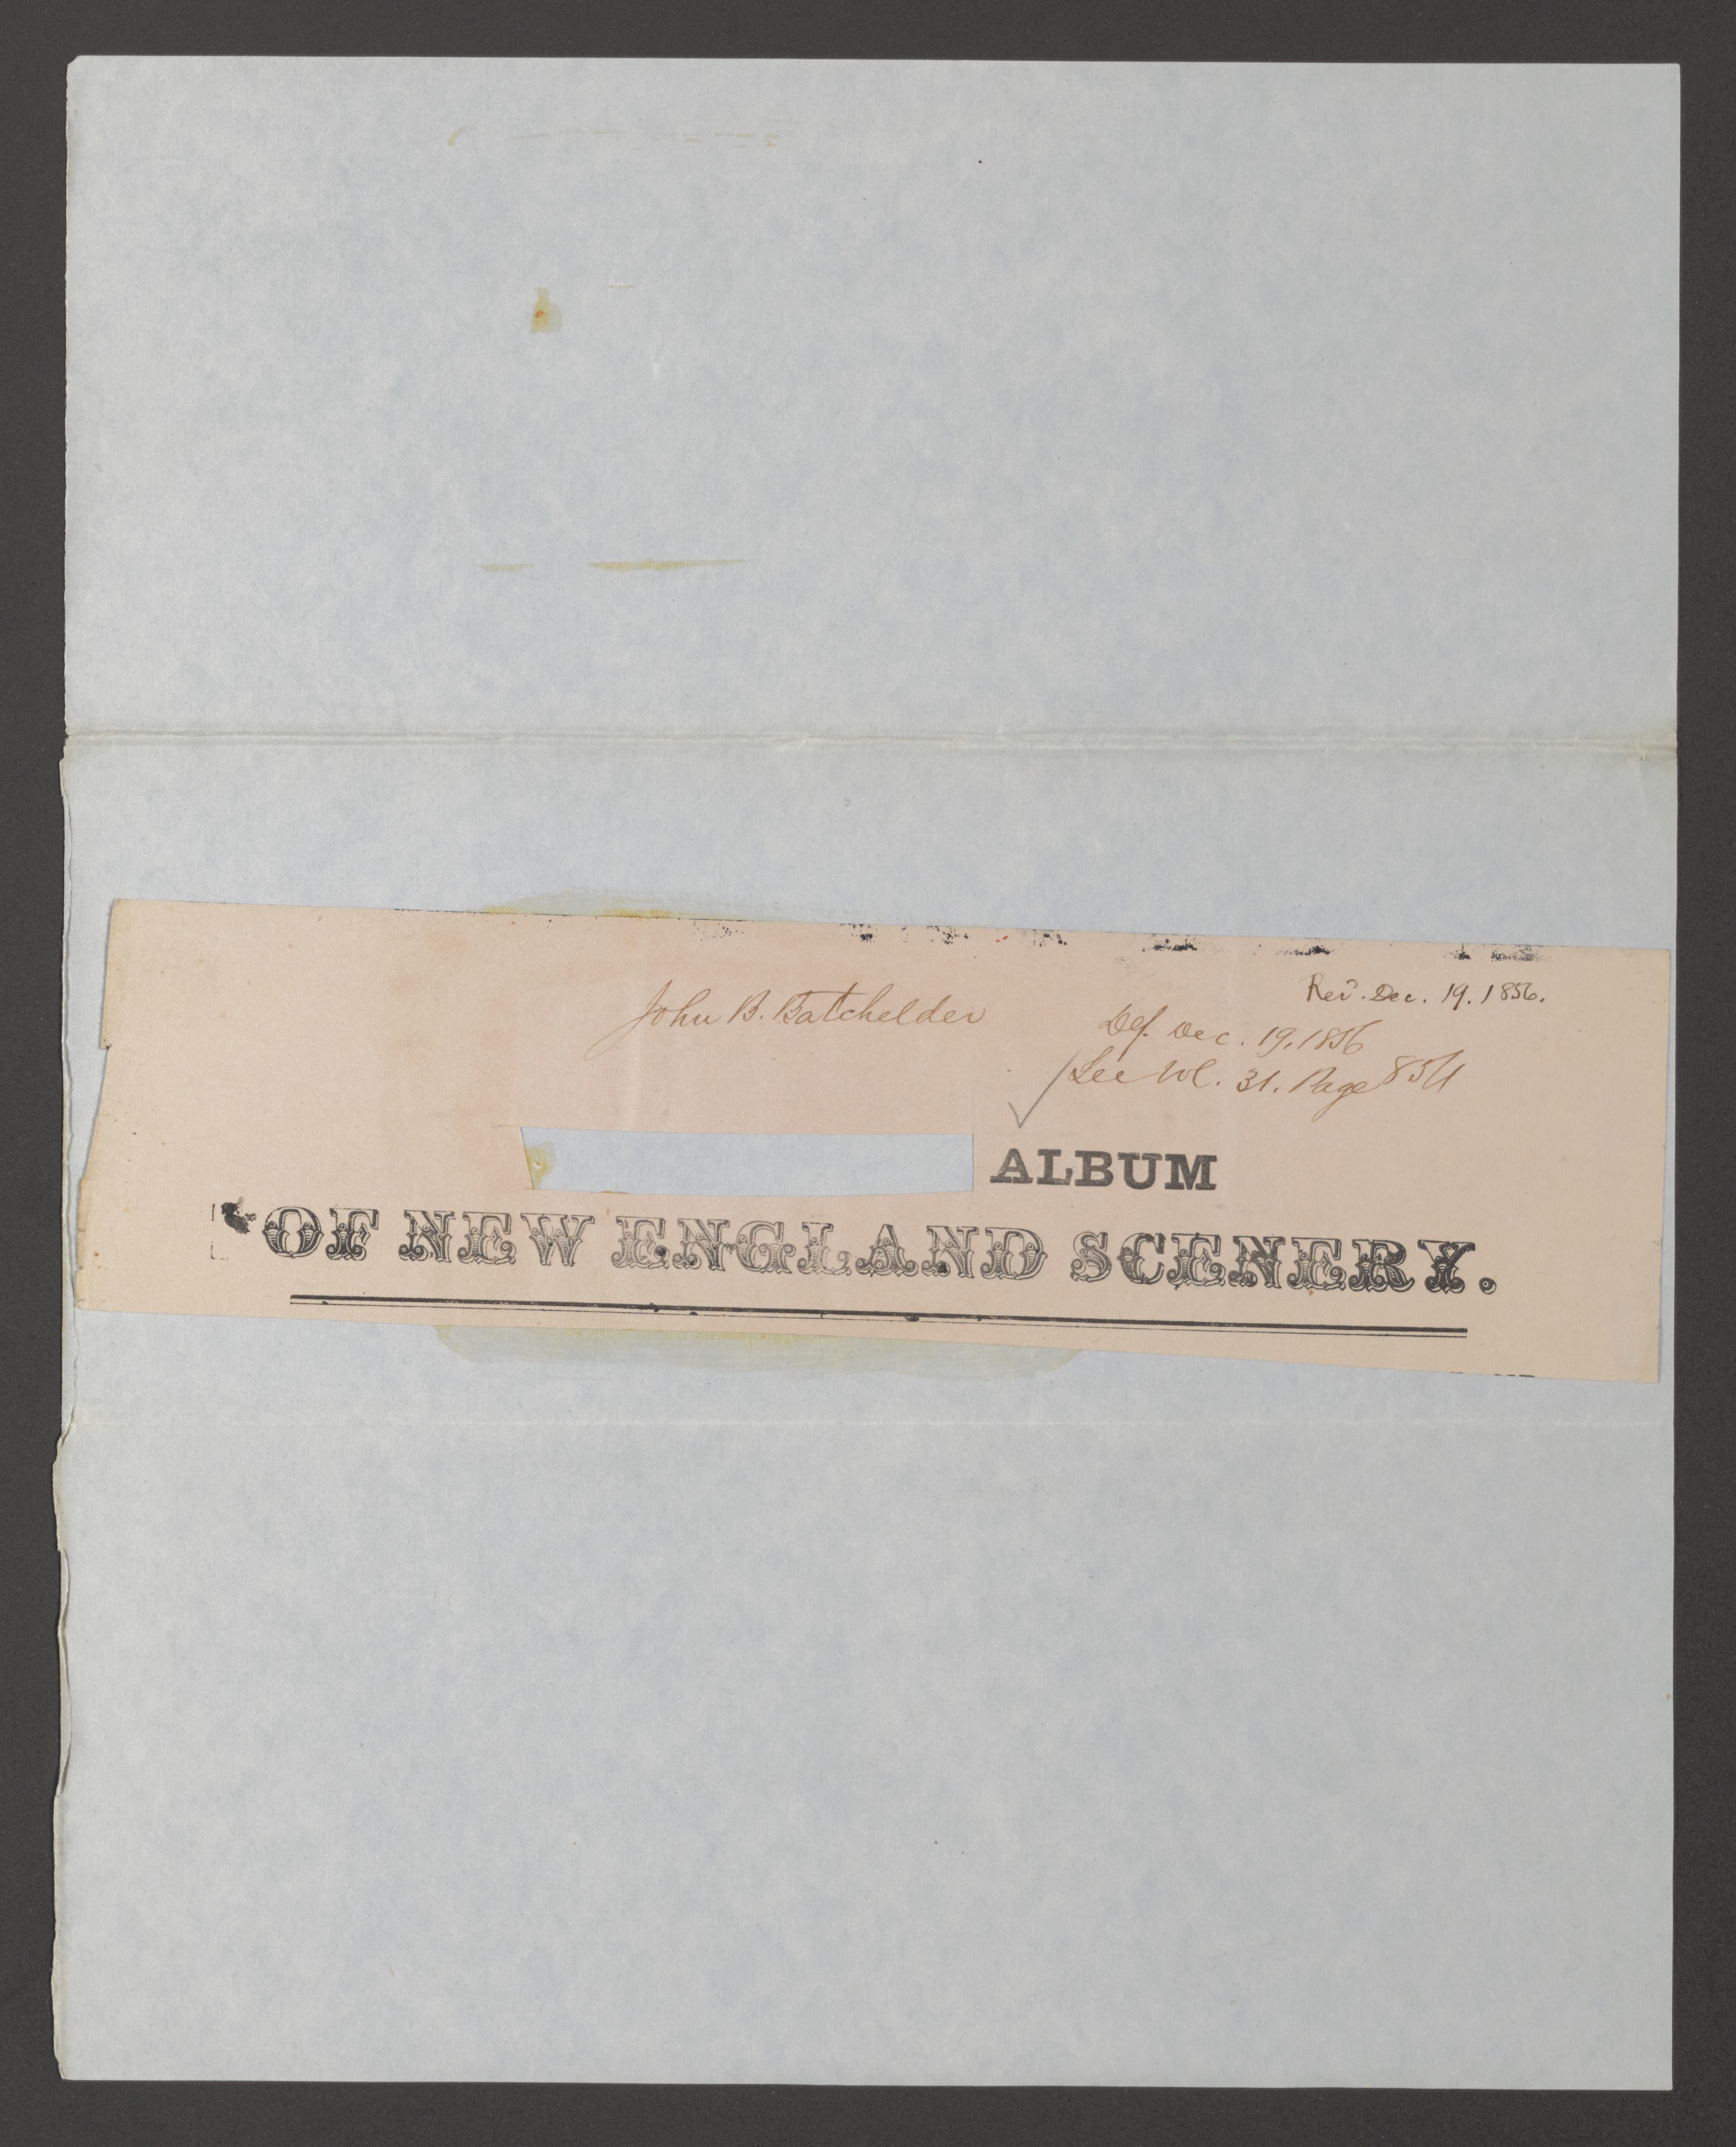 Rec'd. Dec. 19. 1856.
John B. Batchelder
Dep. Dec. 19, 1856
See Vol. 31. Page 854
ALBUM
OF NEW ENGLAND SCENERY.